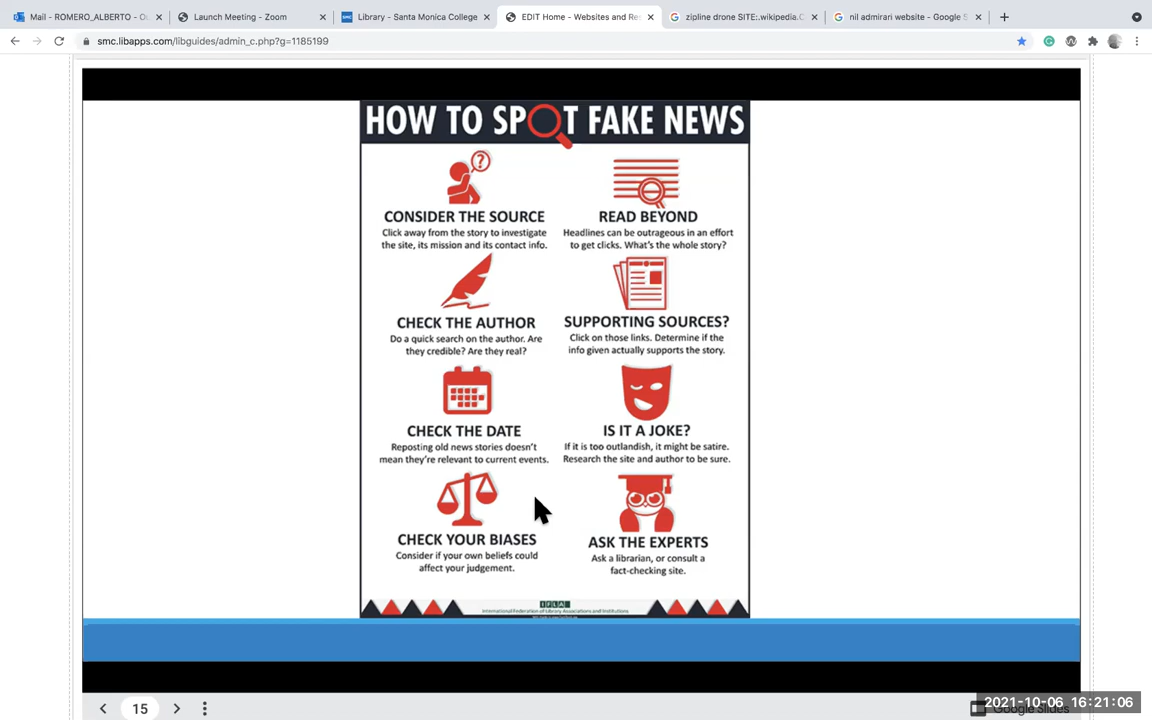 Mail - ROMERO_ALBERTO - O
Launch Meeting - Zoom
Library - Santa Monica College
EDIT Home - Websites and Re
zipline drone SITE:.wikipedia.C
nil admirari website - Google S
smc.libapps.com/libguides/admin_c.php?g=1185199
HOW TO SPOT FAKE NEWS
CONSIDER THE SOURCE
Click away from the story to investigate
the site, its mission and its contact info.
READ BEYOND
Headlines can be outrageous in an effort
to get clicks. What's the whole story?
CHECK THE AUTHOR
Do a quick search on the author. Are
they credible? Are they real?
SUPPORTING SOURCES?
Click on those links. Determine if the
info given actually supports the story.
CHECK THE DATE
Reposting old news stories doesn't
mean they're relevant to current events.
IS IT A JOKE?
If it is too outlandish, it might be satire.
Research the site and author to be sure.
CHECK YOUR BIASES
Consider if your own beliefs could
affect your judgement.
ASK THE EXPERTS
Ask a librarian, or consult a
fact-checking site.
IFLA
International Federation of Library Associations and Institutions
15
Google Slides
2021-10-06 16:21:06